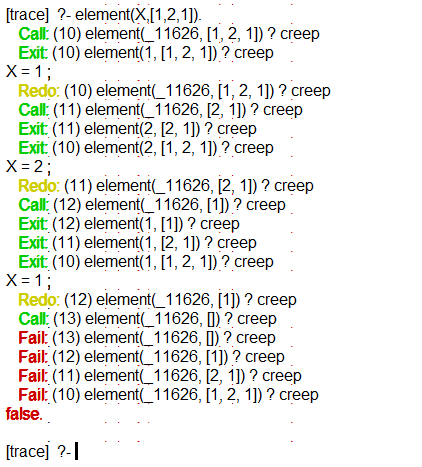 [trace]  ?- element(X,[1,2,1]).
Call: (10) element(_11626, [1, 2, 1]) ? creep
Exit: (10) element(1, [1, 2, 1]) ? creep
X = 1 ;
Redo: (10) element(_11626, [1, 2, 1]) ? creep
Call: (11) element(_11626, [2, 1]) ? creep
Exit: (11) element(2, [2, 1]) ? creep
Exit: (10) element(2, [1, 2, 1]) ? creep
X = 2 ;
Redo: (11) element(_11626, [2, 1]) ? creep
Call: (12) element(_11626, [1]) ? creep
Exit: (12) element(1, [1]) ? creep
Exit: (11) element(1, [2, 1]) ? creep
Exit: (10) element(1, [1, 2, 1]) ? creep
X = 1 ;
Redo: (12) element(_11626, [1]) ? creep
Call: (13) element(_11626, []) ? creep
Fail: (13) element(_11626, []) ? creep
Fail: (12) element(_11626, [1]) ? creep
Fail: (11) element(_11626, [2, 1]) ? creep
Fail: (10) element(_11626, [1, 2, 1]) ? creep
false.
[trace]  ?-